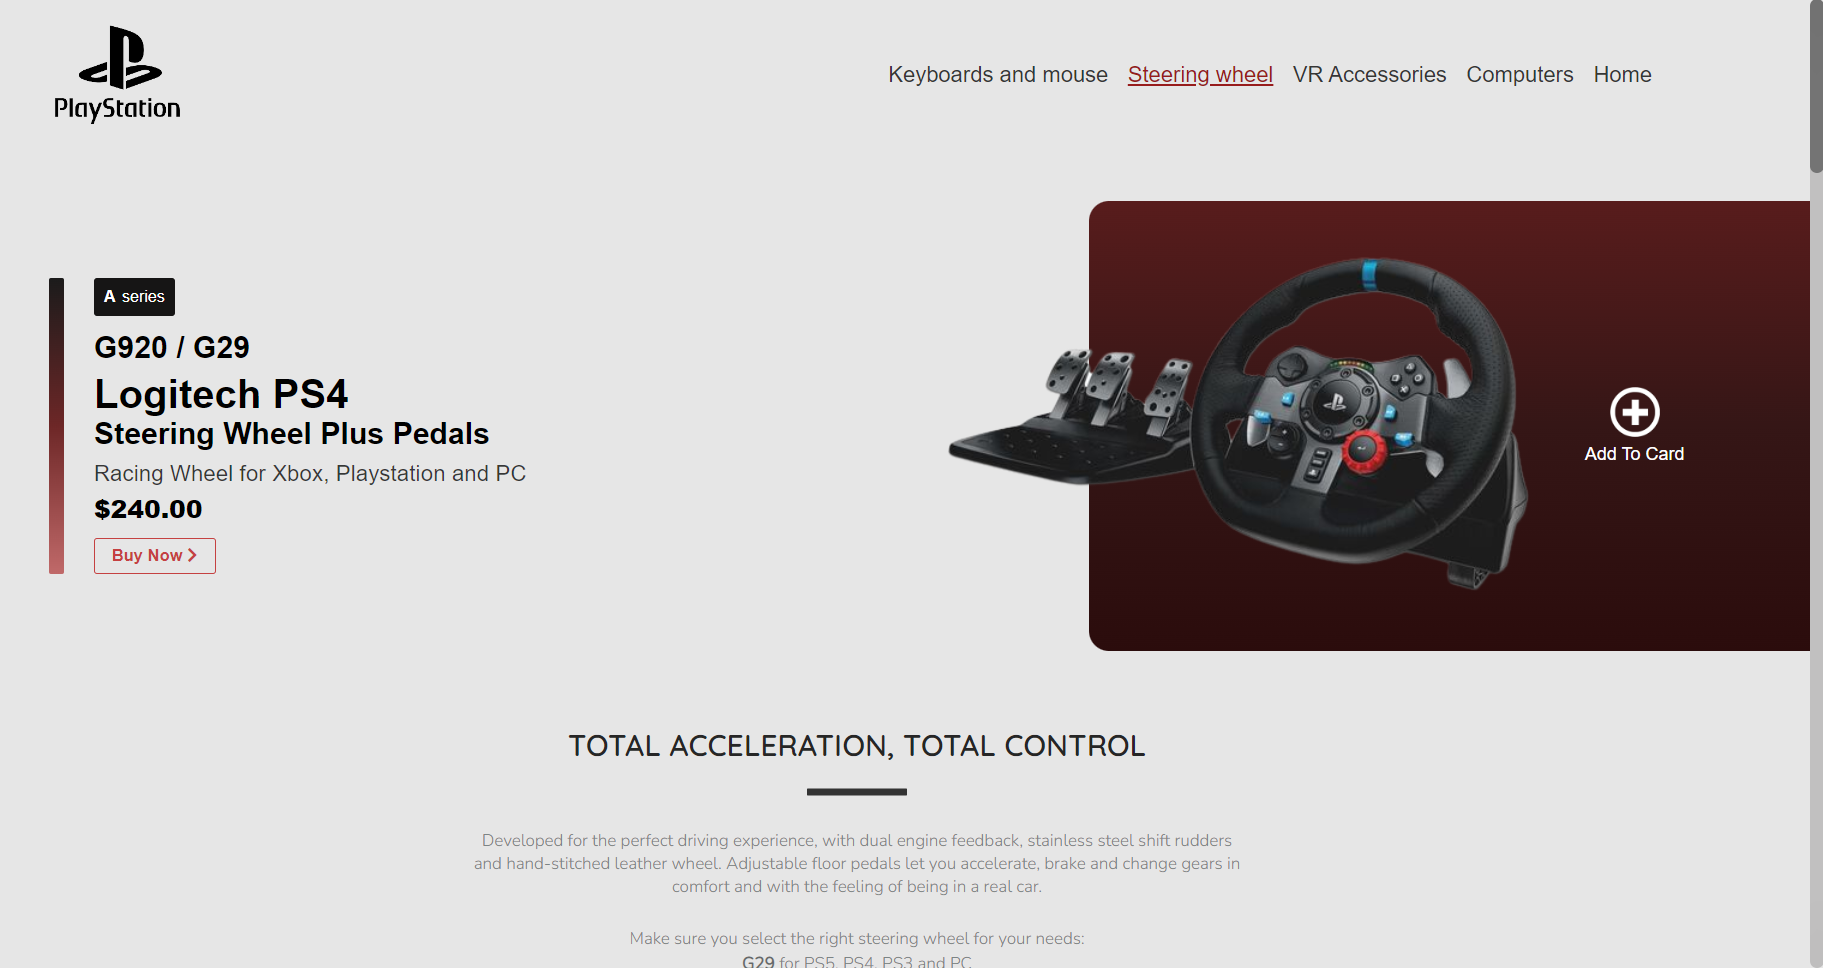 PlayStation
Keyboards and mouse Steering wheel VR Accessories Computers Home
A series
G920 / G29
Logitech PS4
Steering Wheel Plus Pedals
Racing Wheel for Xbox, Playstation and PC
$240.00
Buy Now
Add To Card
TOTAL ACCELERATION, TOTAL CONTROL
Developed for the perfect driving experience, with dual engine feedback, stainless steel shift rudders
and hand-stitched leather wheel. Adjustable floor pedals let you accelerate, brake and change gears in
comfort and with the feeling of being in a real car.
Make sure you select the right steering wheel for your needs:
G29 for PS5, PS4, PS3 and PC